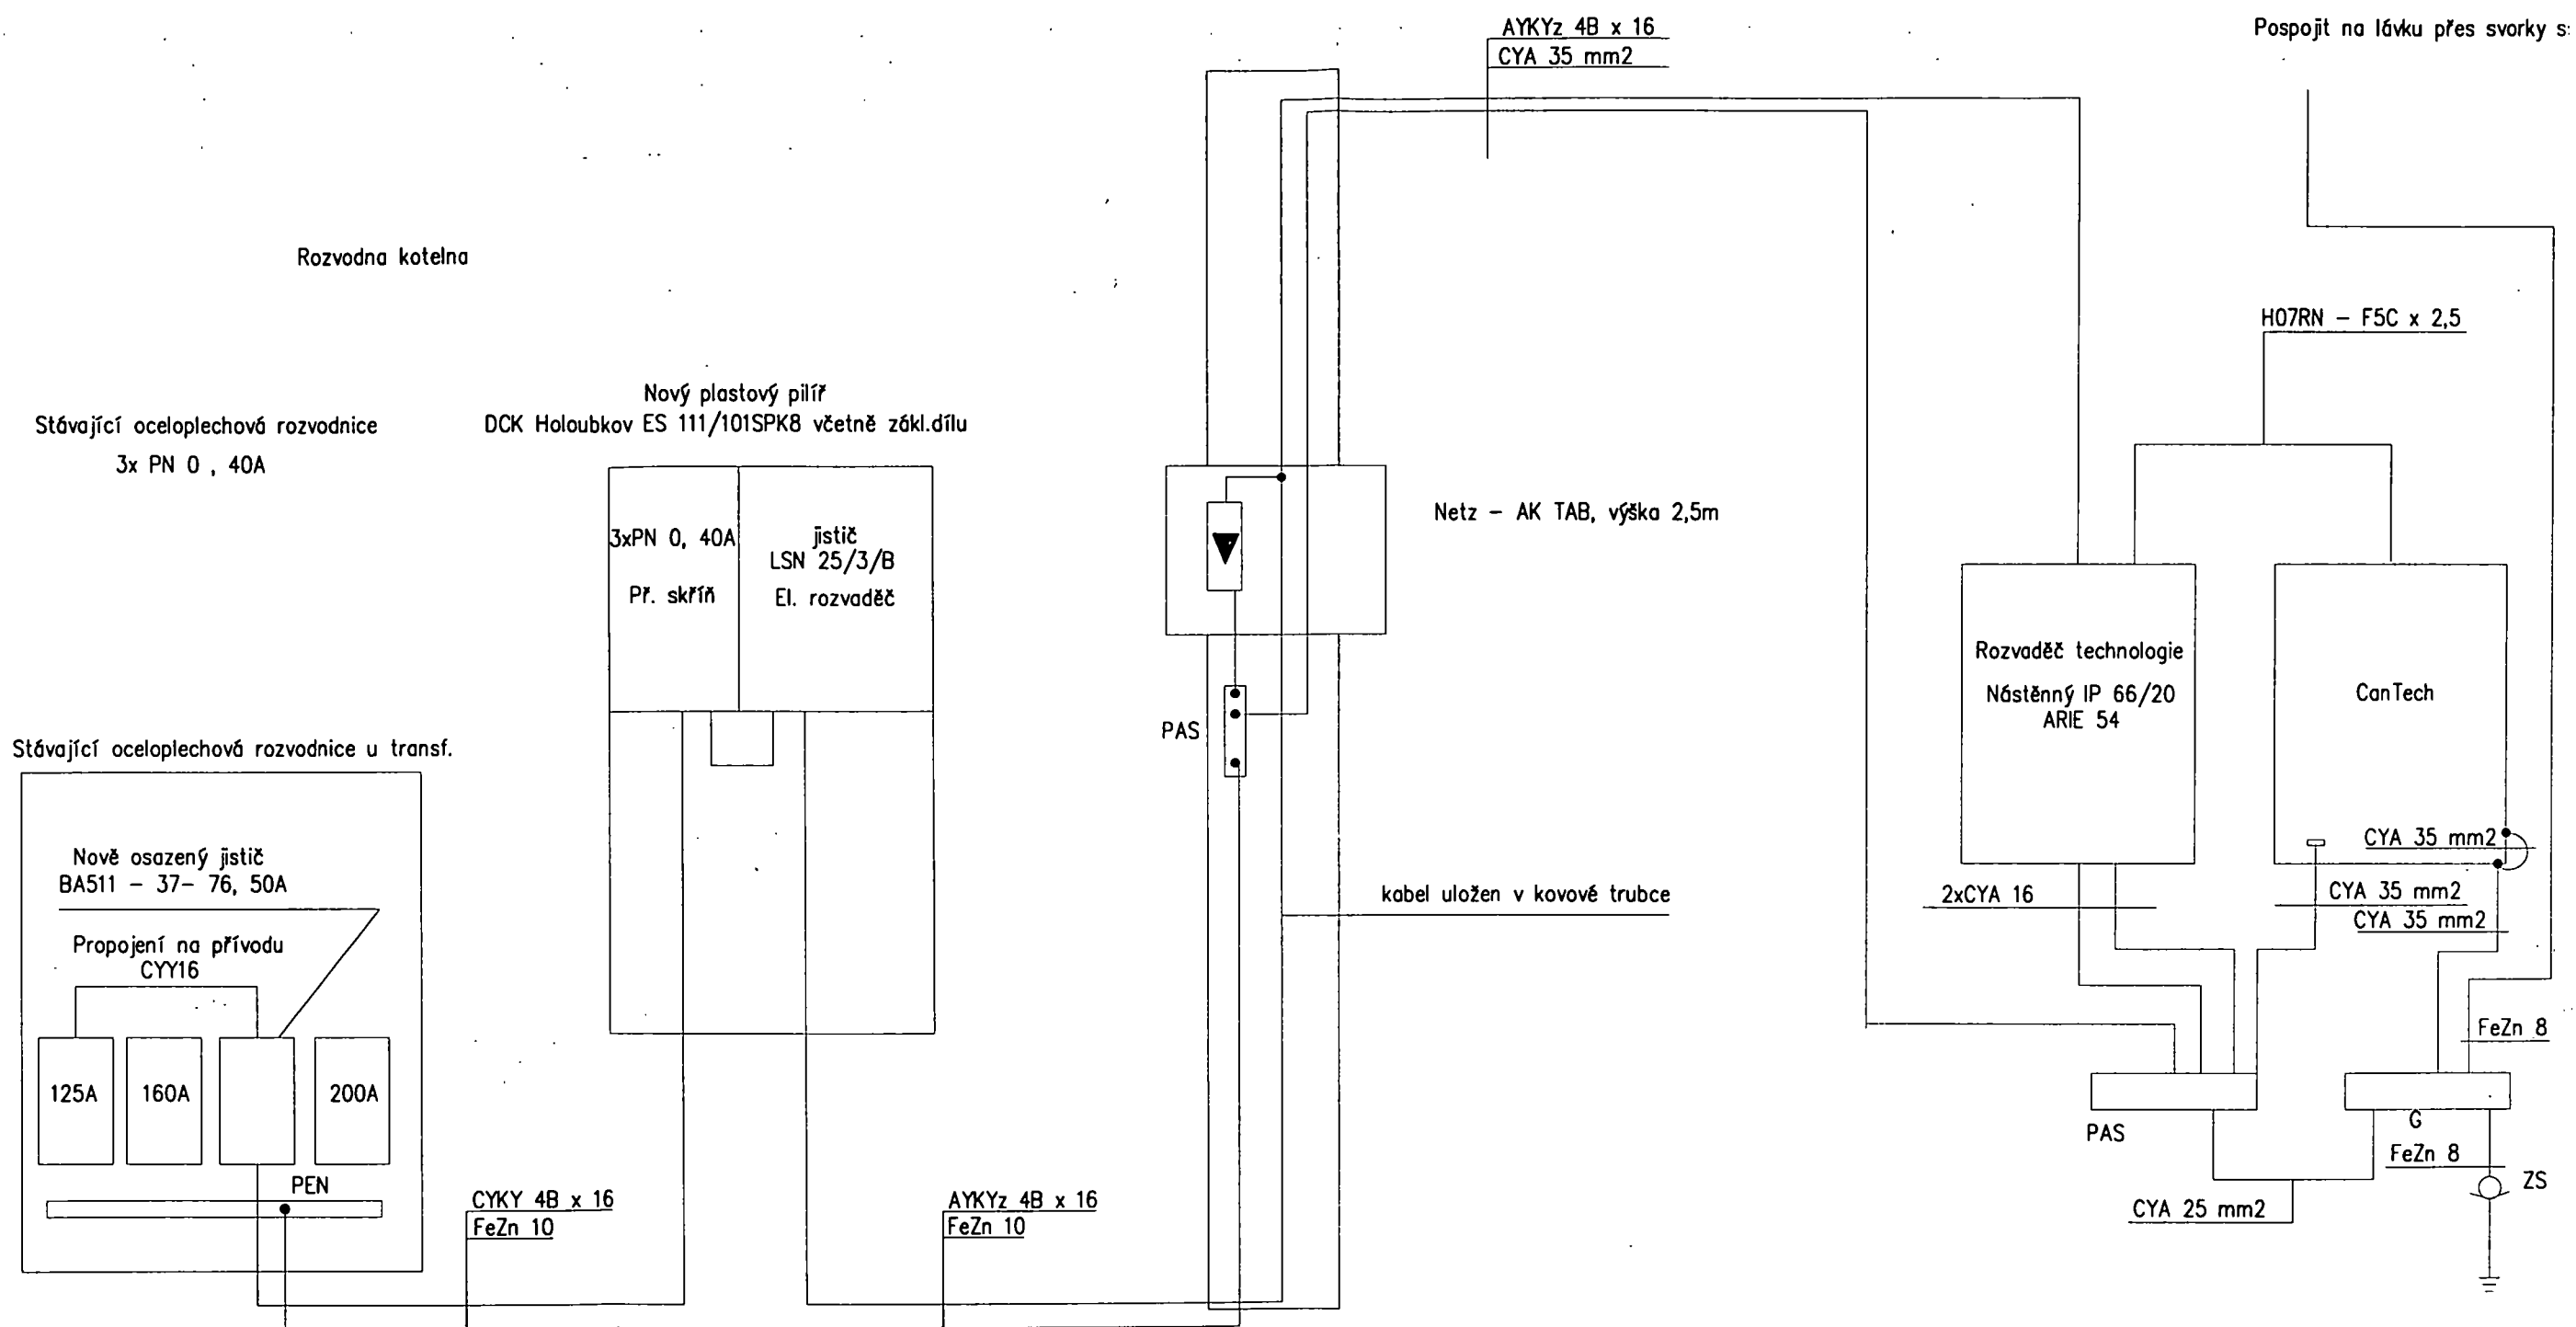 AYKYz 4B x 16
CYA 35 mm2
Pospojit na lávku přes svorky
Rozvodna kotelna
H07RN - F5C x 2,5
Nový plastový pilíř
DCK Holoubkov ES 111/101SPK8 včetně zákl.dílu
Stávající oceloplechová rozvodnice
3x PN 0 , 40A
3xPN 0, 40A
Př. skříň
jistič
LSN 25/3/B
El. rozvaděč
Netz - AK TAB, výška 2,5m
Rozvaděč technologie
Nástěnný IP 66/20
ARIE 54
CanTech
PAS
Stávající oceloplechová rozvodnice u transf.
Nově osazený jistič
BA511 - 37- 76, 50A
Propojení na přívodu
CYY16
125A
160A
200A
PEN
kabel uložen v kovové trubce
CYA 35 mm2
2xCYA 16
CYA 35 mm2
CYA 35 mm2
FeZn 8
PAS
G
FeZn 8
ZS
CYA 25 mm2
CYKY 4B x 16
FeZn 10
AYKYz 4B x 16
FeZn 10